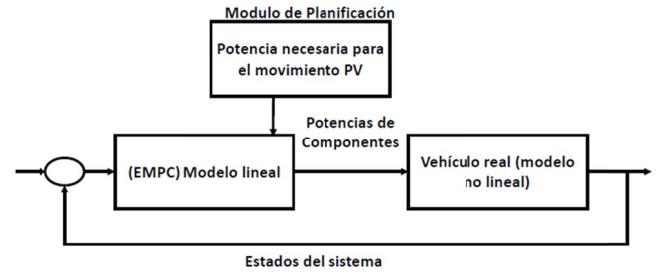 Modulo de Planificación
Potencia necesaria para
el movimiento PV
Potencias de
Componentes
(EMPC) Modelo lineal
Vehículo real (modelo
no lineal)
Estados del sistema